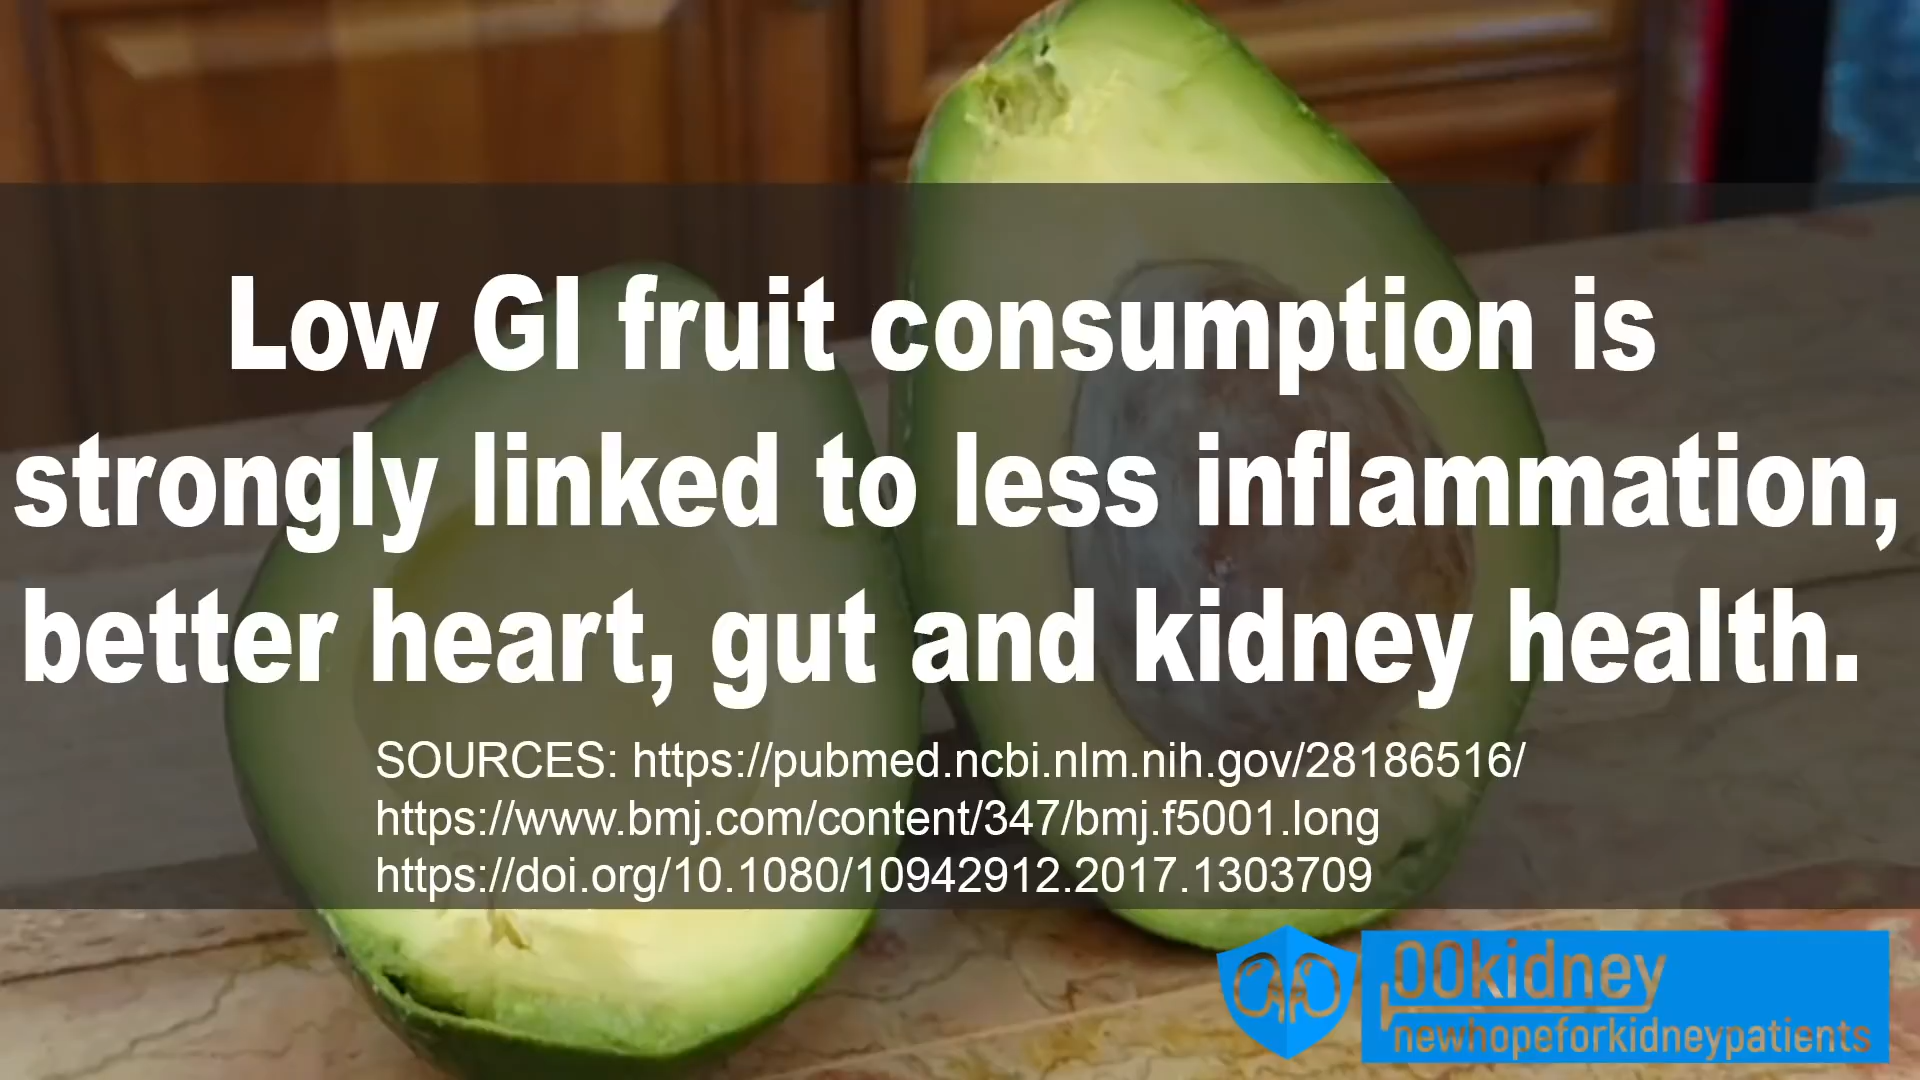 Low GI fruit consumption is
strongly linked to less inflammation,
better heart, gut and kidney health.
SOURCES: https://pubmed.ncbi.nlm.nih.gov/28186516/
https://www.bmj.com/content/347/bmj.f5001.long
https://doi.org/10.1080/10942912.2017.1303709
00kidney
newhopeforkidneypatients